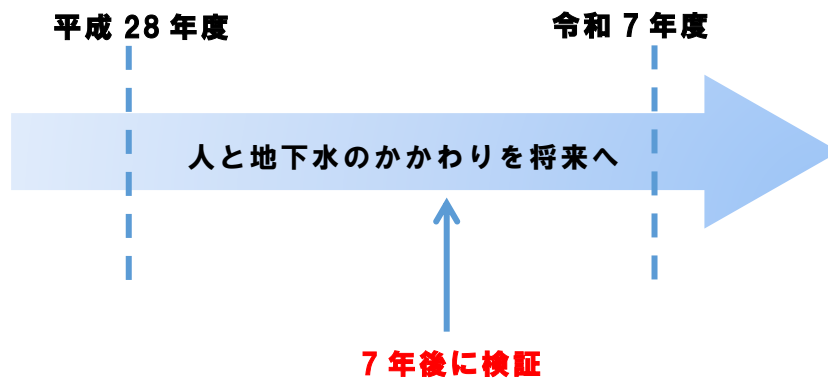 平成 28 年度
令和 7 年度
人と地下水のかかわりを将来へ
7 年後に検証